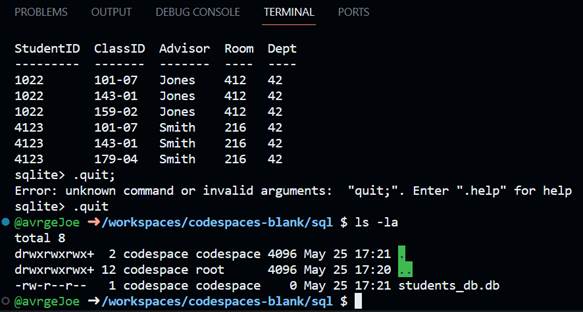 PROBLEMS OUTPUT DEBUG CONSOLE TERMINAL PORTS
StudentID  ClassID  Advisor  Room  Dept
---------  -------  -------  ----  ----
1022       101-07   Jones    412   42
1022       143-01   Jones    412   42
1022       159-02   Jones    412   42
4123       101-07   Smith    216   42
4123       143-01   Smith    216   42
4123       179-04   Smith    216   42
sqlite> .quit;
Error: unknown command or invalid arguments:  "quit;". Enter ".help" for help
sqlite> .quit
@avrgeJoe ➜/workspaces/codespaces-blank/sql $ ls -la
total 8
drwxrwxrwx+  2 codespace codespace 4096 May 25 17:21 .
drwxrwxrwx+ 12 codespace root      4096 May 25 17:20 ..
-rw-r--r--   1 codespace codespace    0 May 25 17:21 students_db.db
@avrgeJoe ➜/workspaces/codespaces-blank/sql $